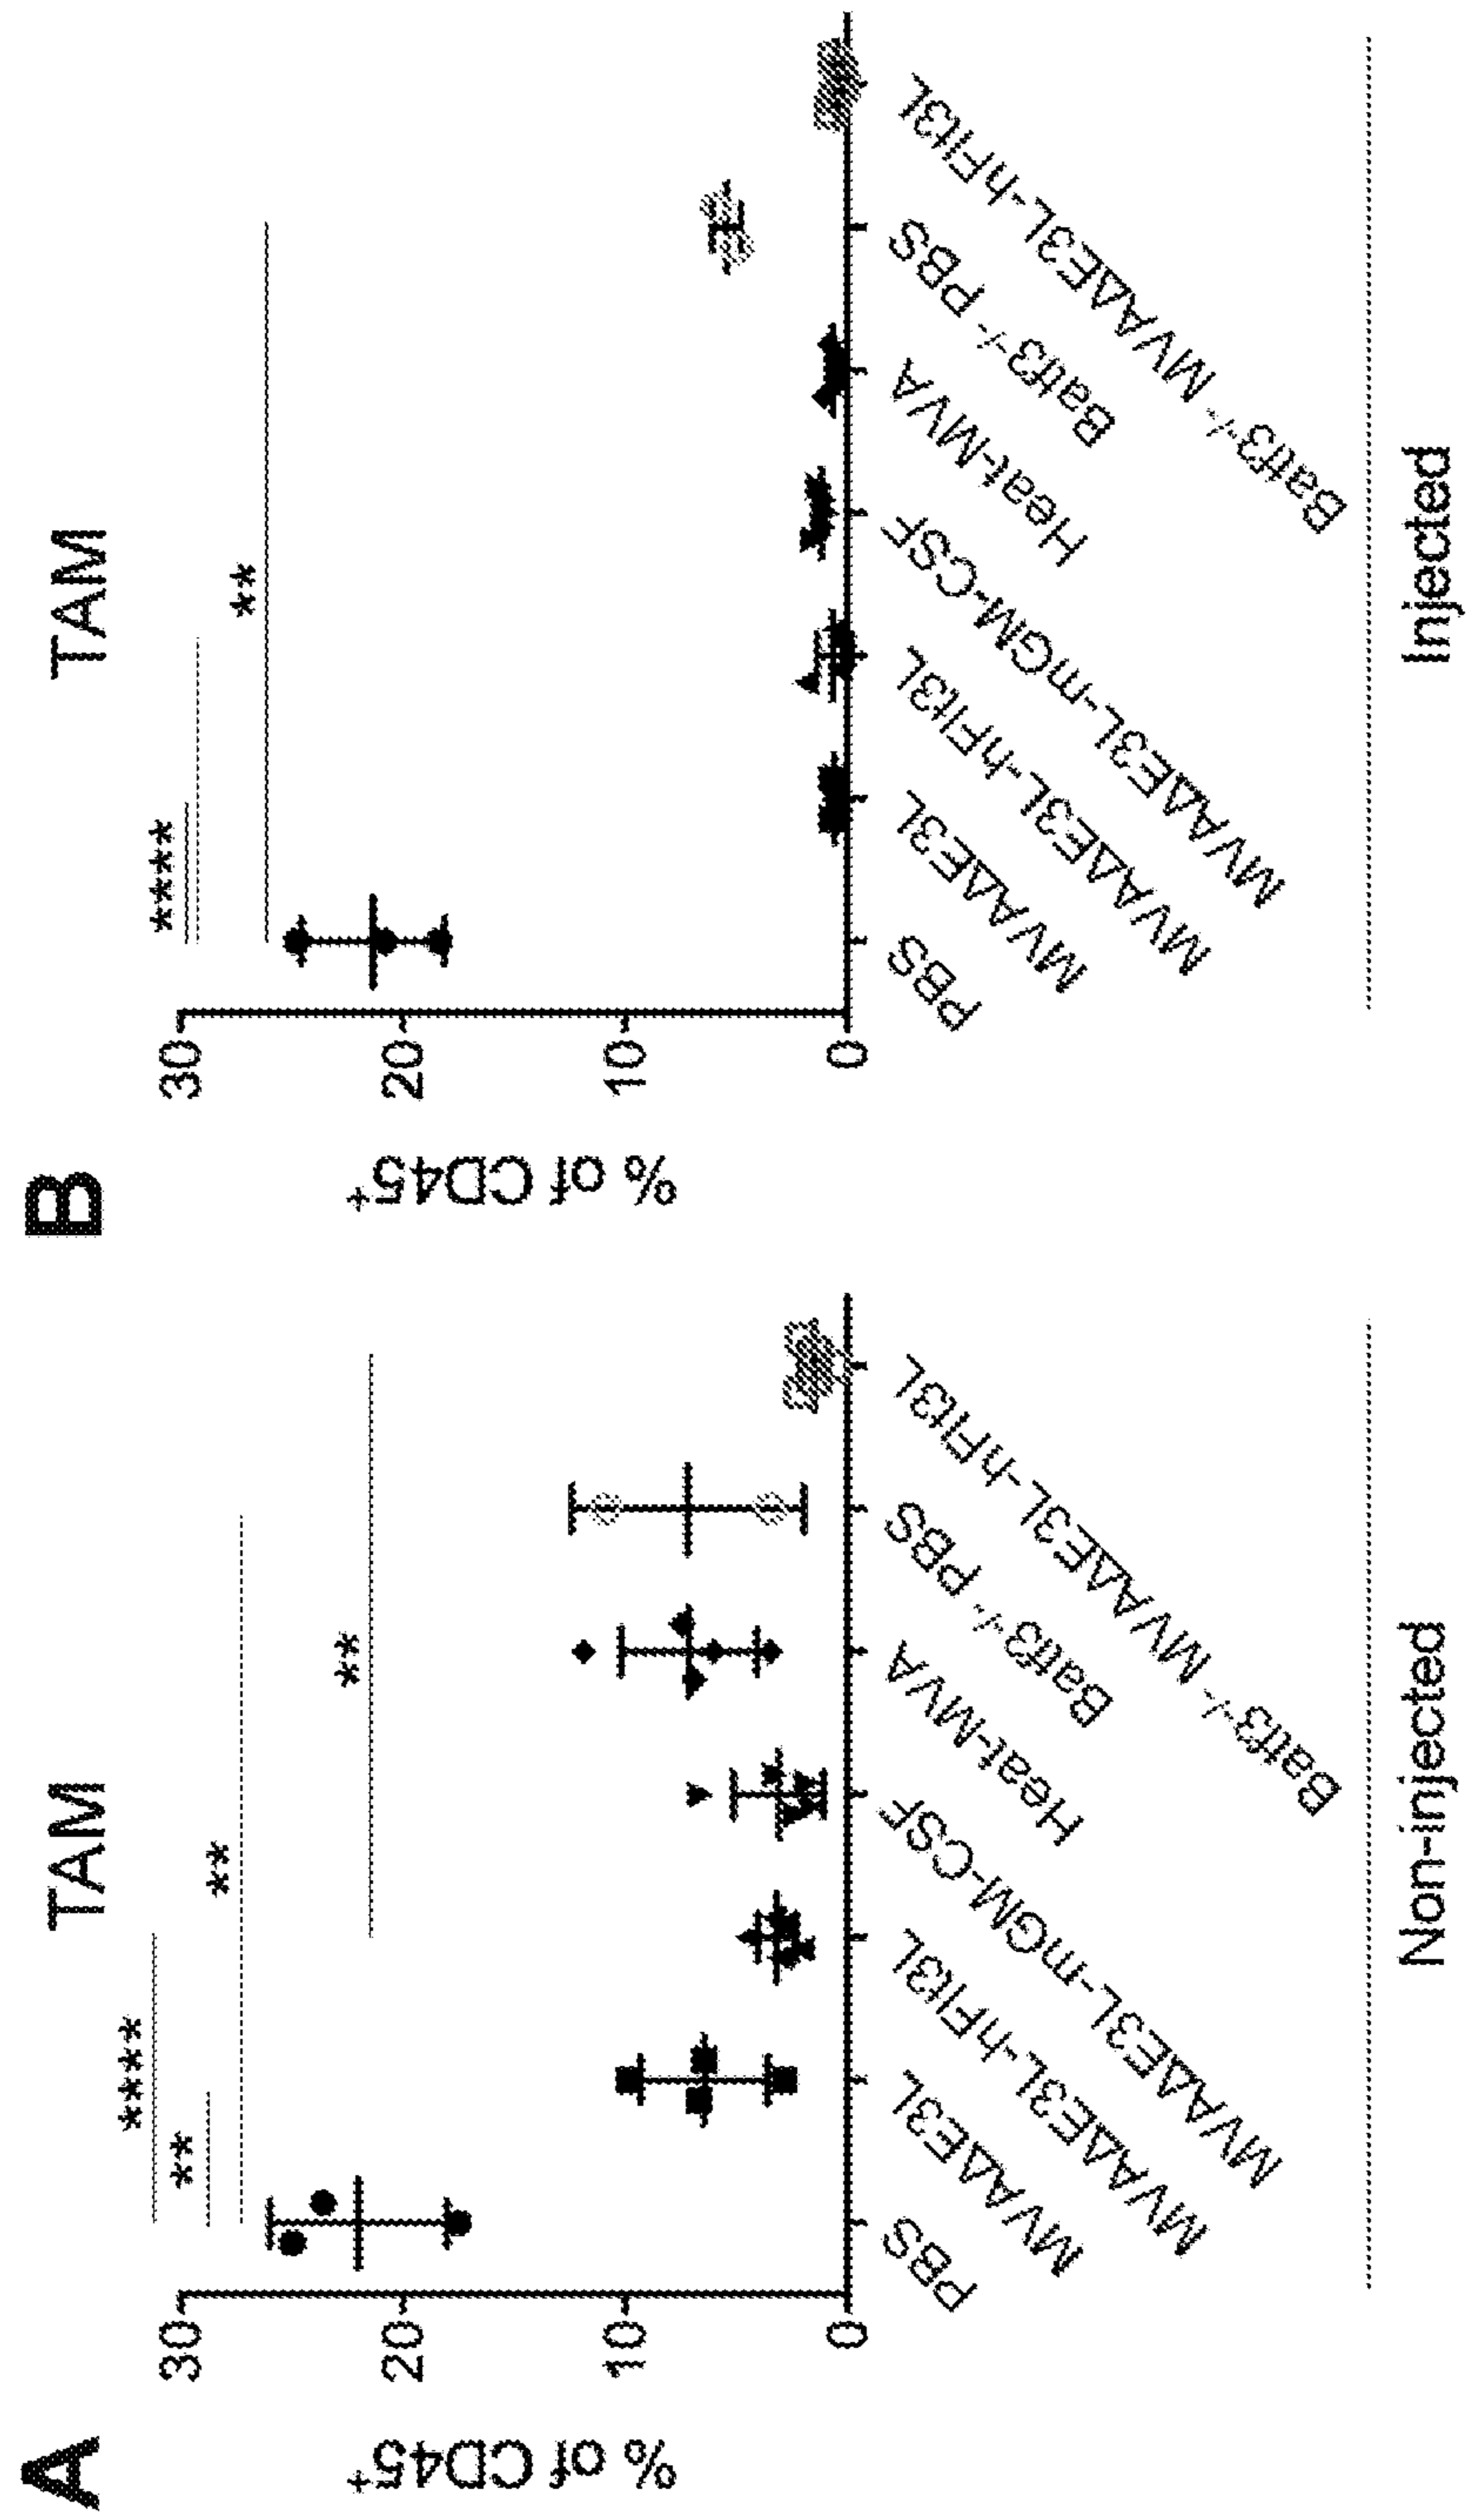 A
TAM
****
**
**
**
% of CD45+
30
20
10
0
PBS
MVAΔE3L
MVAΔE3L-hFlt3L
MVAΔE3L-mGM-CSF
Heat-MVA
Batf3-/- PBS
Batf3-/- MVAΔE3L-hFlt3L
Non-injected
B
TAM
****
**
% of CD45+
30
20
10
0
PBS
MVAΔE3L
MVAΔE3L-hFlt3L
MVAΔE3L-mGM-CSF
Heat-MVA
Batf3-/- PBS
Batf3-/- MVAΔE3L-hFlt3L
Injected